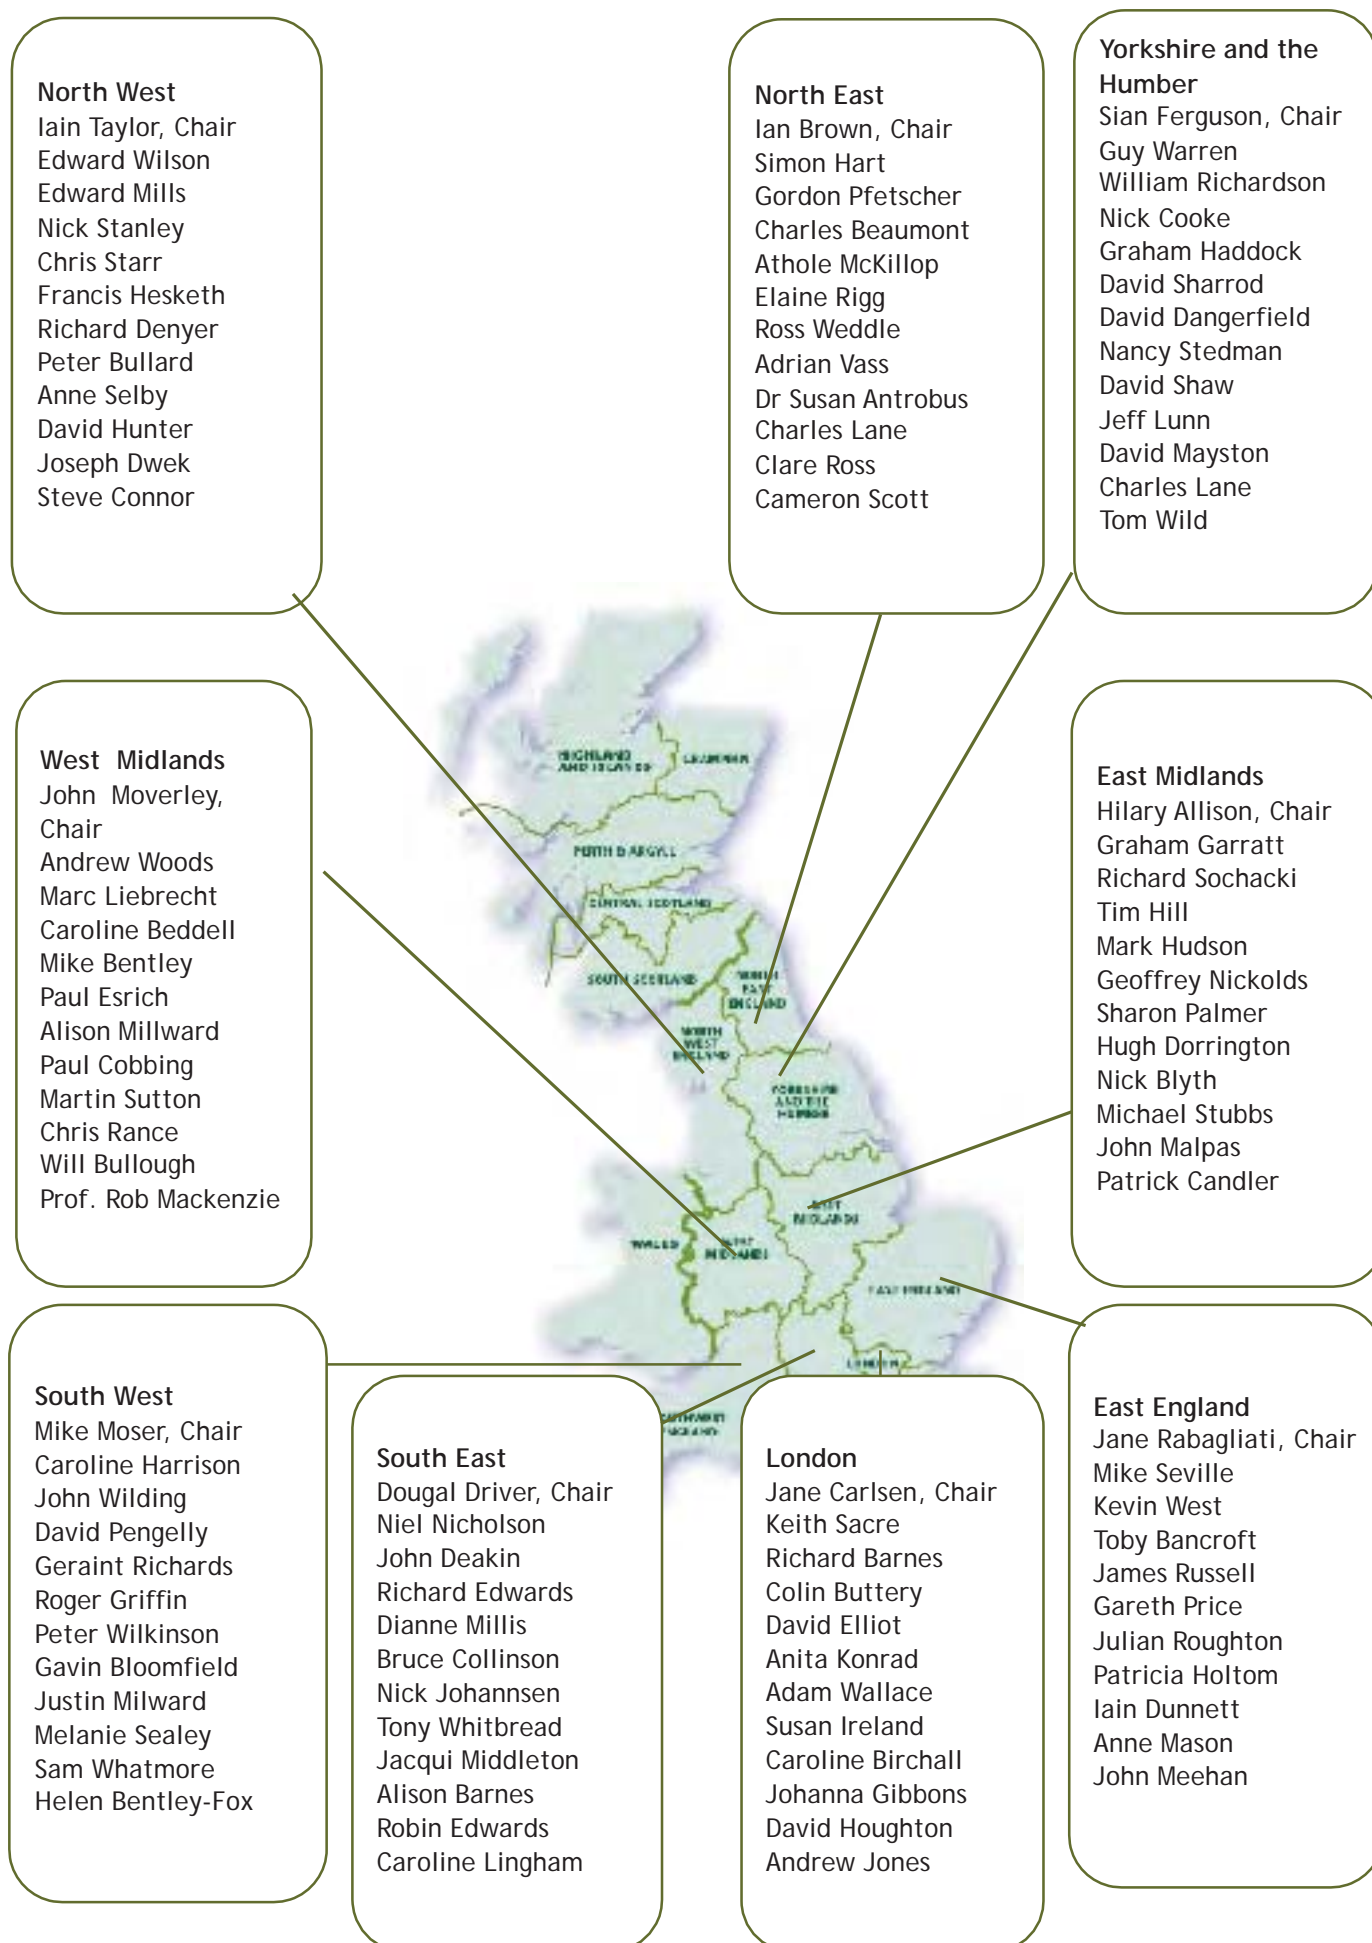 North West
Iain Taylor, Chair
Edward Wilson
Edward Mills
Nick Stanley
Chris Starr
Francis Hesketh
Richard Denyer
Peter Bullard
Anne Selby
David Hunter
Joseph Dwek
Steve Connor
North East
Ian Brown, Chair
Simon Hart
Gordon Pfetscher
Charles Beaumont
Athole McKillop
Elaine Rigg
Ross Weddle
Adrian Vass
Dr Susan Antrobus
Charles Lane
Clare Ross
Cameron Scott
Yorkshire and the
Humber
Sian Ferguson, Chair
Guy Warren
William Richardson
Nick Cooke
Graham Haddock
David Sharrod
David Dangerfield
Nancy Stedman
David Shaw
Jeff Lunn
David Mayston
Charles Lane
Tom Wild
West Midlands
John Moverley,
Chair
Andrew Woods
Marc Liebrecht
Caroline Beddell
Mike Bentley
Paul Esrich
Alison Millward
Paul Cobbing
Martin Sutton
Chris Rance
Will Bullough
Prof. Rob Mackenzie
HIGHLAND
AND ISLANDS
GRAMPIAN
PERTH & ARGYLL
CENTRAL SCOTLAND
SOUTH SCOTLAND
NORTH
EAST
ENGLAND
NORTH
WEST
ENGLAND
YORKSHIRE
AND THE
HUMBER
EAST
MIDLANDS
WALES
WEST
MIDLANDS
EAST ENGLAND
LONDON
ENGLAND
East Midlands
Hilary Allison, Chair
Graham Garratt
Richard Sochacki
Tim Hill
Mark Hudson
Geoffrey Nickolds
Sharon Palmer
Hugh Dorrington
Nick Blyth
Michael Stubbs
John Malpas
Patrick Candler
South West
Mike Moser, Chair
Caroline Harrison
John Wilding
David Pengelly
Geraint Richards
Roger Griffin
Peter Wilkinson
Gavin Bloomfield
Justin Milward
Melanie Sealey
Sam Whatmore
Helen Bentley-Fox
South East
Dougal Driver, Chair
Niel Nicholson
John Deakin
Richard Edwards
Dianne Millis
Bruce Collinson
Nick Johannsen
Tony Whitbread
Jacqui Middleton
Alison Barnes
Robin Edwards
Caroline Lingham
London
Jane Carlsen, Chair
Keith Sacre
Richard Barnes
Colin Buttery
David Elliot
Anita Konrad
Adam Wallace
Susan Ireland
Caroline Birchall
Johanna Gibbons
David Houghton
Andrew Jones
East England
Jane Rabagliati, Chair
Mike Seville
Kevin West
Toby Bancroft
James Russell
Gareth Price
Julian Roughton
Patricia Holtom
Iain Dunnett
Anne Mason
John Meehan